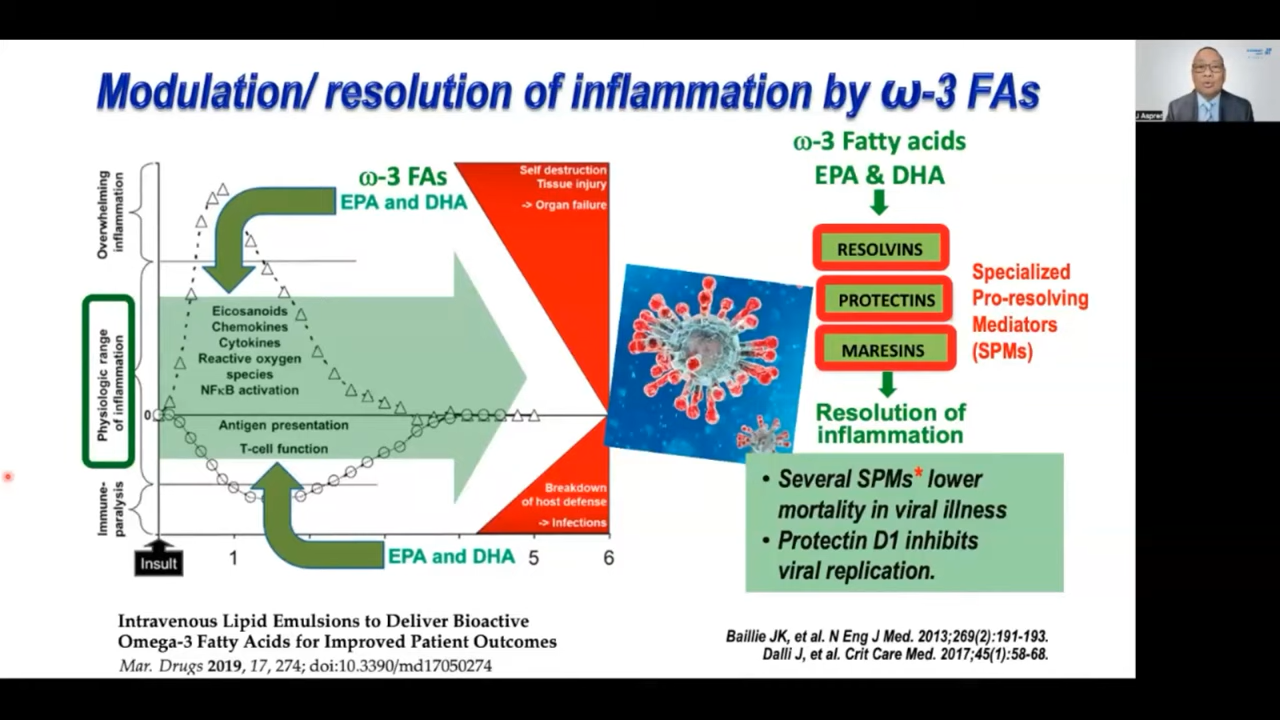 Modulation/ resolution of inflammation by ω-3 FAs
J Aspren
Overwhelming
inflammation
Physiologic range
of inflammation
Immune-
paralysis
0
ω-3 FAs
EPA and DHA
Self destruction
Tissue injury
-> Organ failure
Eicosanoids
Chemokines
Cytokines
Reactive oxygen
species
NFκB activation
Antigen presentation
T-cell function
Breakdown
of host defense
-> Infections
Insult
1
EPA and DHA
5
6
ω-3 Fatty acids
EPA & DHA
RESOLVINS
PROTECTINS
MARESINS
Specialized
Pro-resolving
Mediators
(SPMs)
Resolution of
inflammation
• Several SPMs* lower
mortality in viral illness
• Protectin D1 inhibits
viral replication.
Intravenous Lipid Emulsions to Deliver Bioactive
Omega-3 Fatty Acids for Improved Patient Outcomes
Mar. Drugs 2019, 17, 274; doi:10.3390/md17050274
Baillie JK, et al. N Eng J Med. 2013;269(2):191-193.
Dalli J, et al. Crit Care Med. 2017;45(1):58-68.